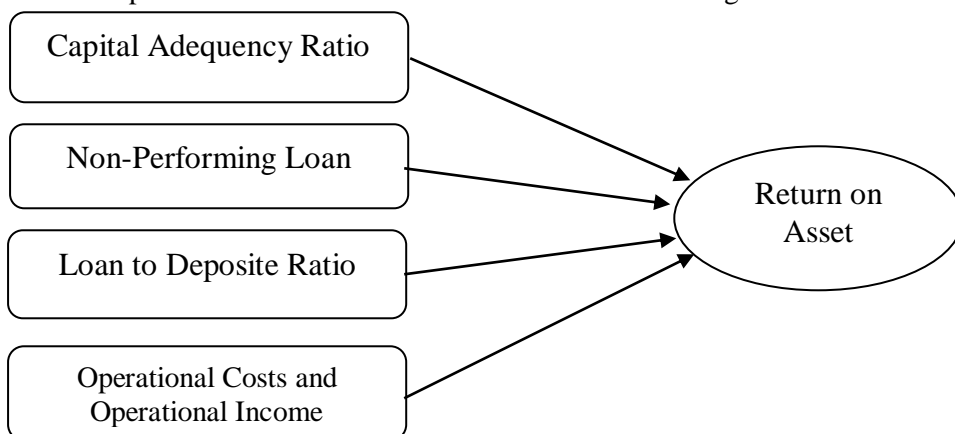 Capital Adequency Ratio
Non-Performing Loan
Loan to Deposite Ratio
Operational Costs and
Operational Income
Return on
Asset